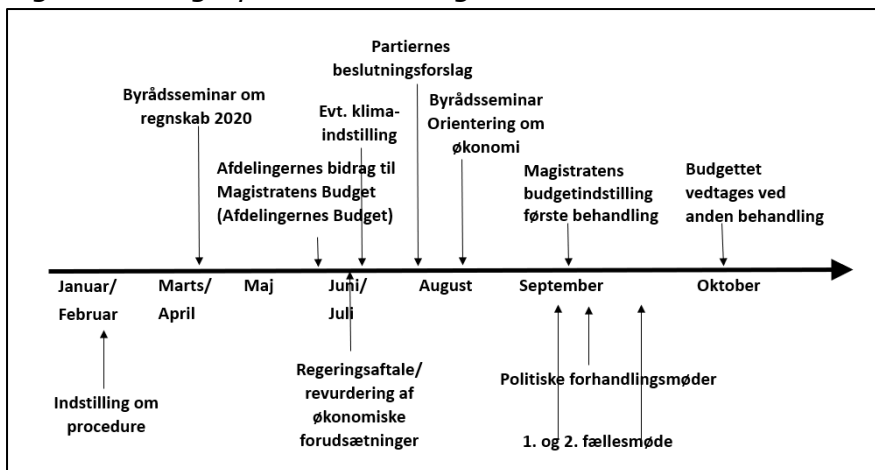 Partiernes
beslutningsforslag
Byrådsseminar om
regnskab 2020
Evt. klima-
indstilling
Byrådsseminar
Orientering om
økonomi
Afdelingernes bidrag til
Magistratens Budget
(Afdelingernes Budget)
Magistratens
budgetindstilling
første behandling
Budgettet
vedtages ved
anden behandling
Januar/
Februar
Marts/
April
Maj
Juni/
Juli
August
September
Oktober
Indstilling om
procedure
Regeringsaftale/
revurdering af
økonomiske
forudsætninger
Politiske forhandlingsmøder
1. og 2. fællesmøde